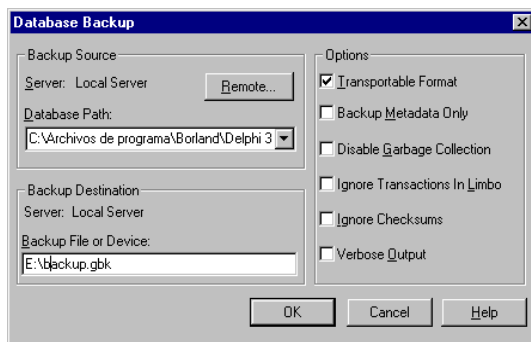 Database Backup
Backup Source
Server: Local Server
Remote...
Database Path:
C:\Archivos de programa\Borland\Delphi 3
Backup Destination
Server: Local Server
Backup File or Device:
E:\backup.gbk
Options
Transportable Format
Backup Metadata Only
Disable Garbage Collection
Ignore Transactions In Limbo
Ignore Checksums
Verbose Output
OK
Cancel
Help